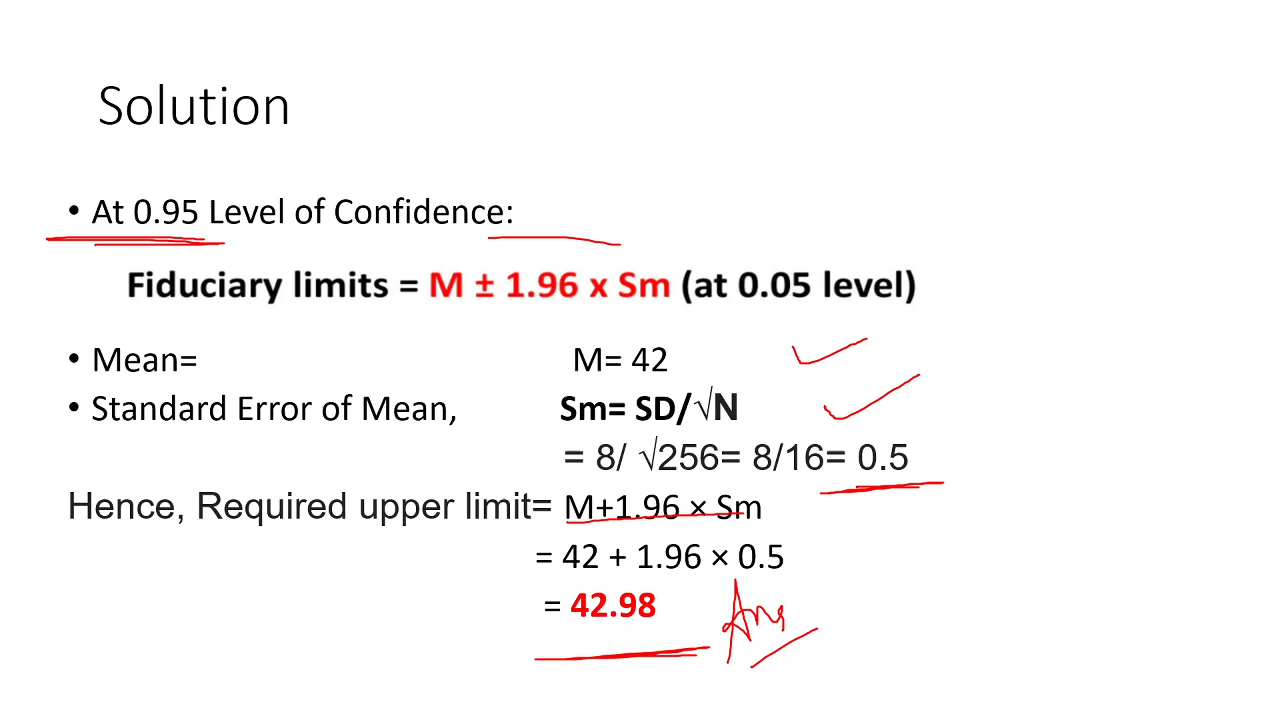 Solution
• At 0.95 Level of Confidence:
Fiduciary limits = M ± 1.96 x Sm (at 0.05 level)
• Mean= M= 42
• Standard Error of Mean, Sm= SD/√N
= 8/ √256= 8/16= 0.5
Hence, Required upper limit= M+1.96 × Sm
= 42 + 1.96 × 0.5
= 42.98 Ans